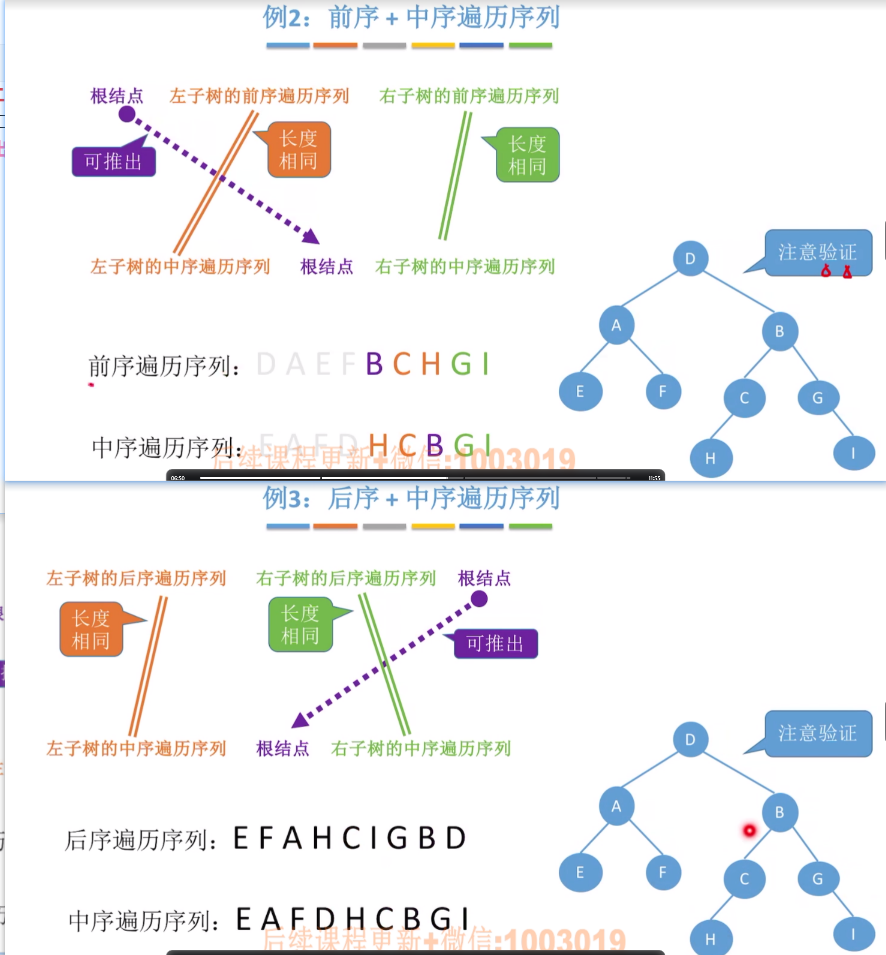 例2：前序 + 中序遍历序列
根结点 左子树的前序遍历序列 右子树的前序遍历序列
可推出
长度
相同
长度
相同
左子树的中序遍历序列 根结点 右子树的中序遍历序列
前序遍历序列：D A E F B C H G I
中序遍历序列：E A F D H C B G I
注意验证
D
A B
E F C G
H I
后续课程更新+微信:1003019
06:50
11:55
例3：后序 + 中序遍历序列
左子树的后序遍历序列 右子树的后序遍历序列 根结点
长度
相同
长度
相同
可推出
左子树的中序遍历序列 根结点 右子树的中序遍历序列
后序遍历序列：E F A H C I G B D
中序遍历序列：E A F D H C B G I
注意验证
D
A B
E F C G
H I
后续课程更新+微信:1003019